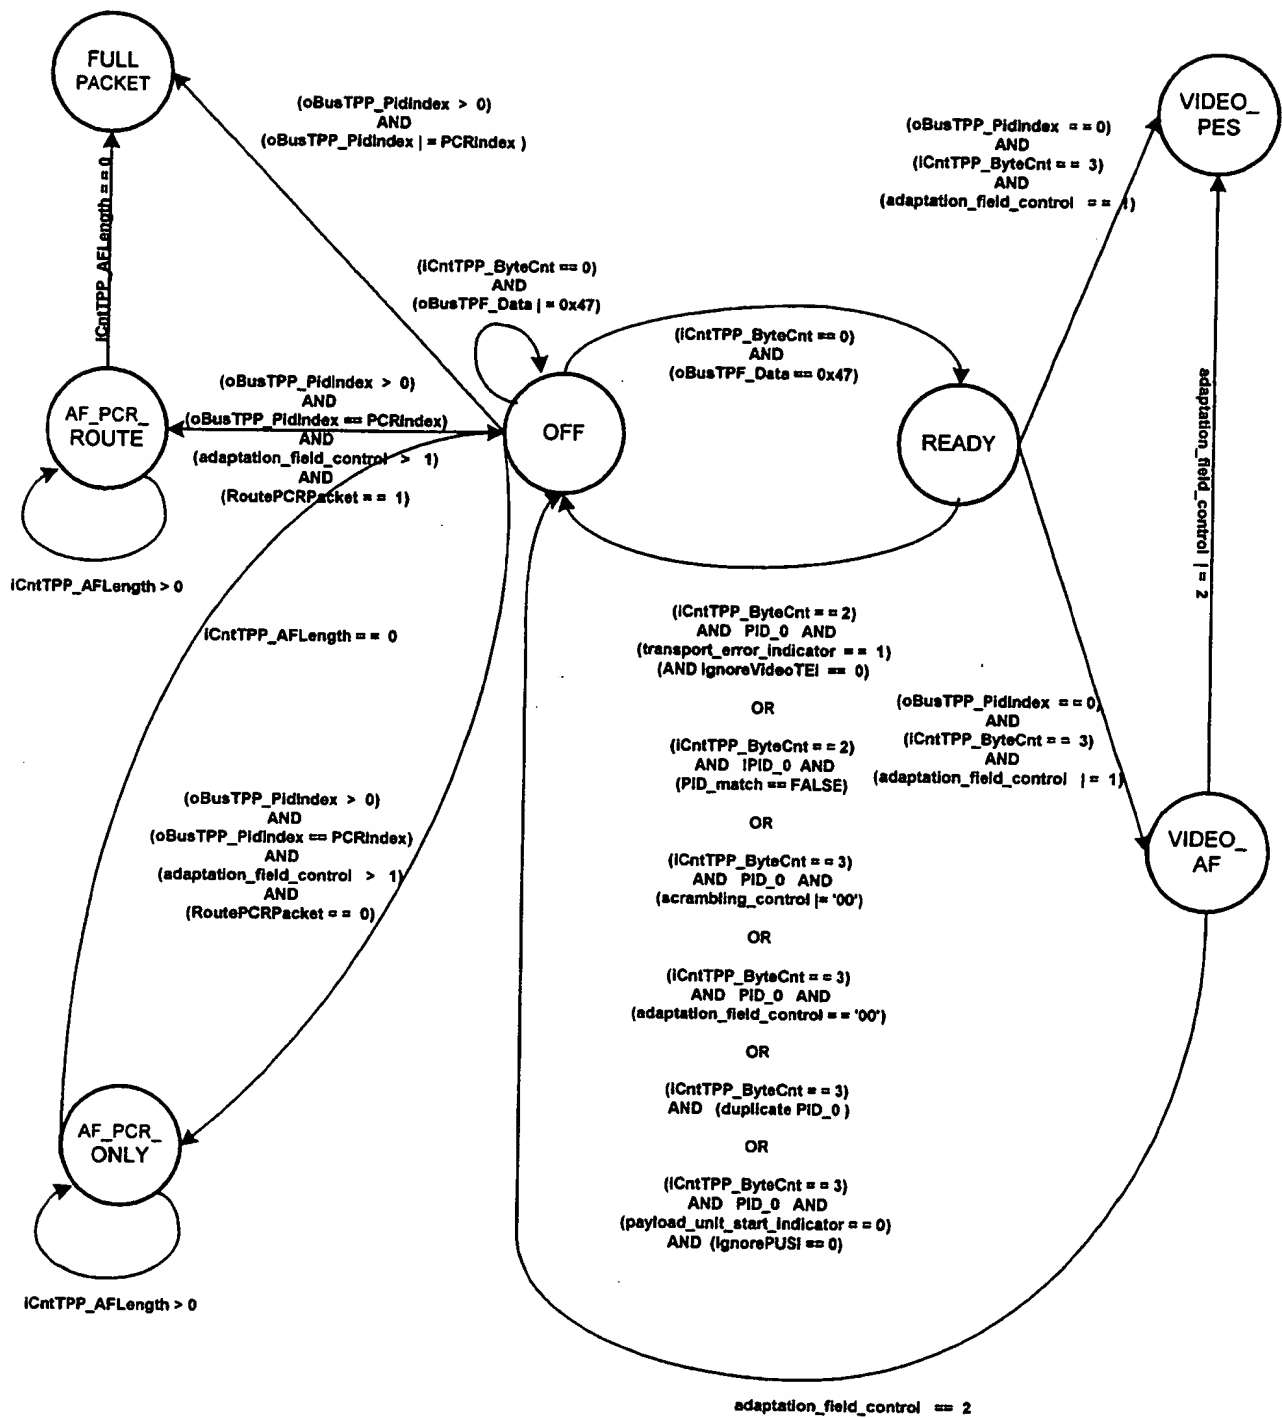 FULL
PACKET
(oBusTPP_PidIndex > 0)
AND
(oBusTPP_PidIndex | = PCRIndex )
iCntTPP_AFLength = = 0
VIDEO_
PES
(oBusTPP_PidIndex = = 0)
AND
(iCntTPP_ByteCnt = = 3)
AND
(adaptation_field_control = = 1)
(iCntTPP_ByteCnt == 0)
AND
(oBusTPF_Data | = 0x47)
(iCntTPP_ByteCnt == 0)
AND
(oBusTPF_Data == 0x47)
AF_PCR_
ROUTE
(oBusTPP_PidIndex > 0)
AND
(oBusTPP_PidIndex == PCRIndex)
AND
(adaptation_field_control > 1)
AND
(RoutePCRPacket = = 1)
OFF
READY
adaptation_field_control | = 2
iCntTPP_AFLength > 0
iCntTPP_AFLength = = 0
(iCntTPP_ByteCnt = = 2)
AND PID_0 AND
(transport_error_indicator = = 1)
(AND IgnoreVideoTEI == 0)
OR
(iCntTPP_ByteCnt = = 2)
AND !PID_0 AND
(PID_match == FALSE)
OR
(iCntTPP_ByteCnt = = 3)
AND PID_0 AND
(scrambling_control |= '00')
OR
(iCntTPP_ByteCnt = = 3)
AND PID_0 AND
(adaptation_field_control = = '00')
OR
(iCntTPP_ByteCnt = = 3)
AND (duplicate PID_0 )
OR
(iCntTPP_ByteCnt = = 3)
AND PID_0 AND
(payload_unit_start_indicator = = 0)
AND (IgnorePUSI == 0)
(oBusTPP_PidIndex = = 0)
AND
(iCntTPP_ByteCnt = = 3)
AND
(adaptation_field_control | = 1)
VIDEO_
AF
(oBusTPP_PidIndex > 0)
AND
(oBusTPP_PidIndex == PCRIndex)
AND
(adaptation_field_control > 1)
AND
(RoutePCRPacket = = 0)
AF_PCR_
ONLY
iCntTPP_AFLength > 0
adaptation_field_control == 2